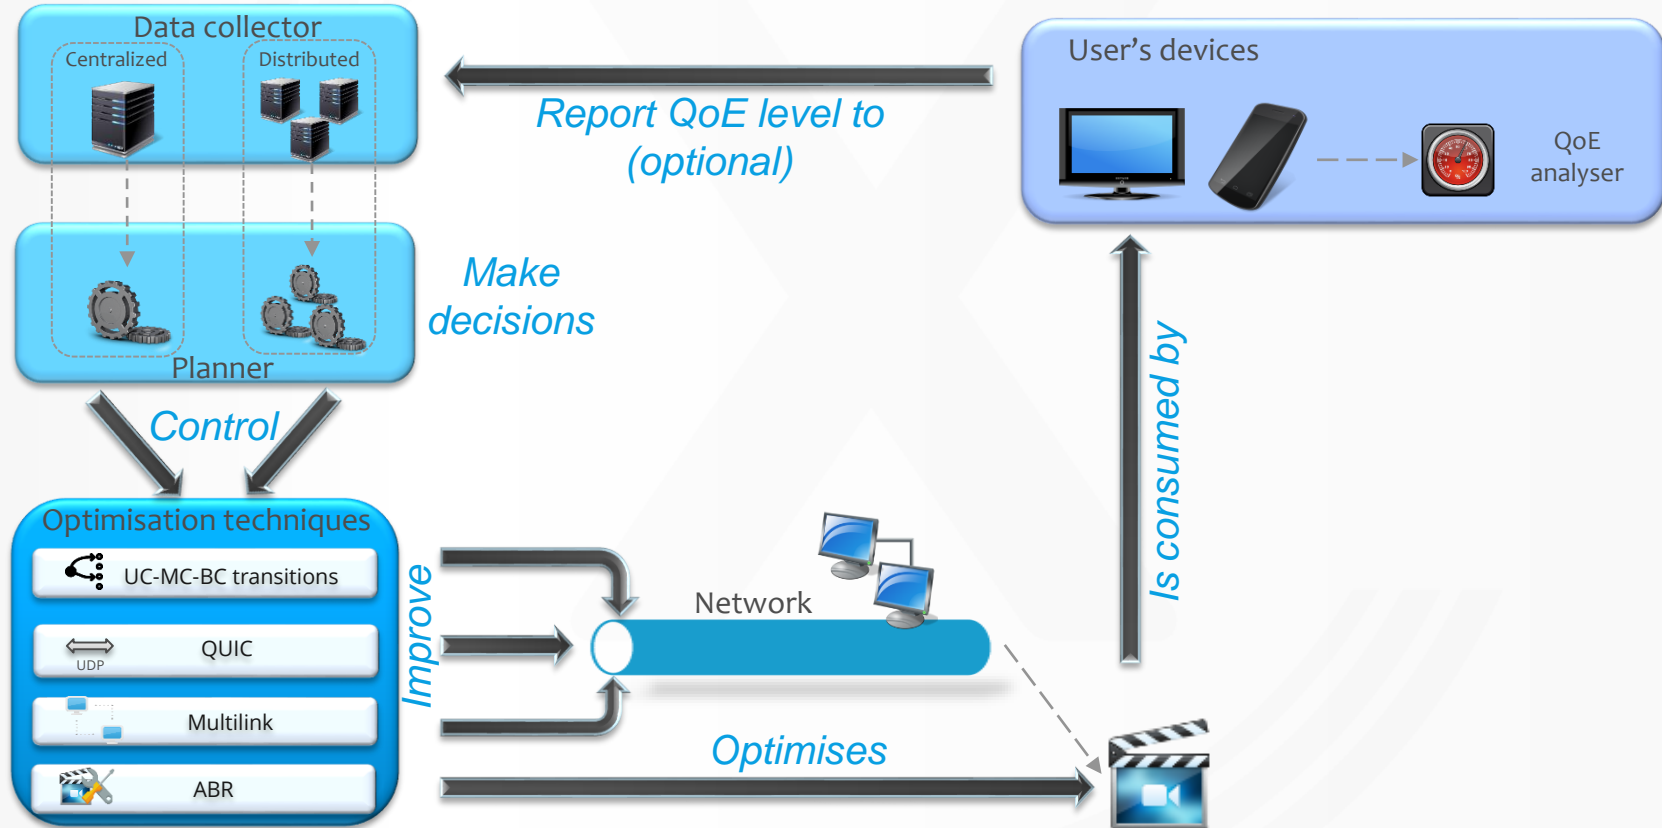 Data collector
Centralized
Distributed
User's devices
Report QoE level to
(optional)
QoE
analyser
Make
decisions
Planner
Control
Is consumed by
Optimisation techniques
UC-MC-BC transitions
Improve
Network
QUIC
UDP
Multilink
Optimises
ABR